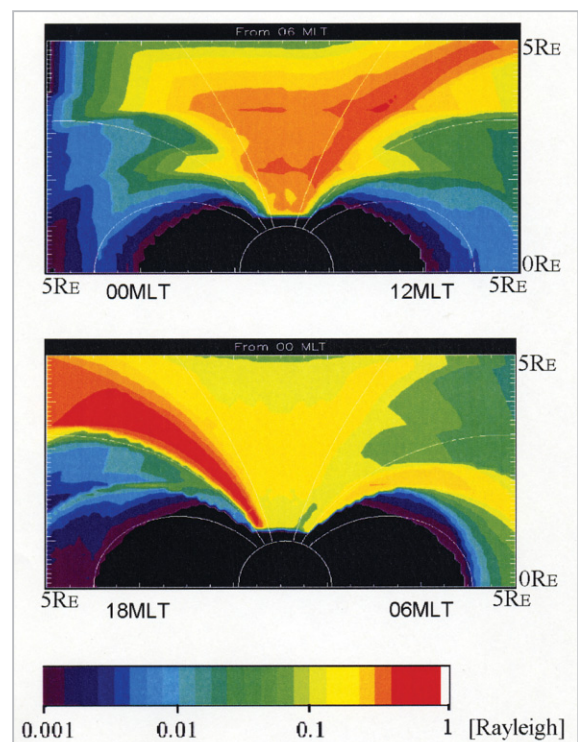 From 06 MLT
5RE
0RE
5RE 00MLT 12MLT 5RE
From 00 MLT
5RE
0RE
5RE 18MLT 06MLT 5RE
0.001 0.01 0.1 1 [Rayleigh]